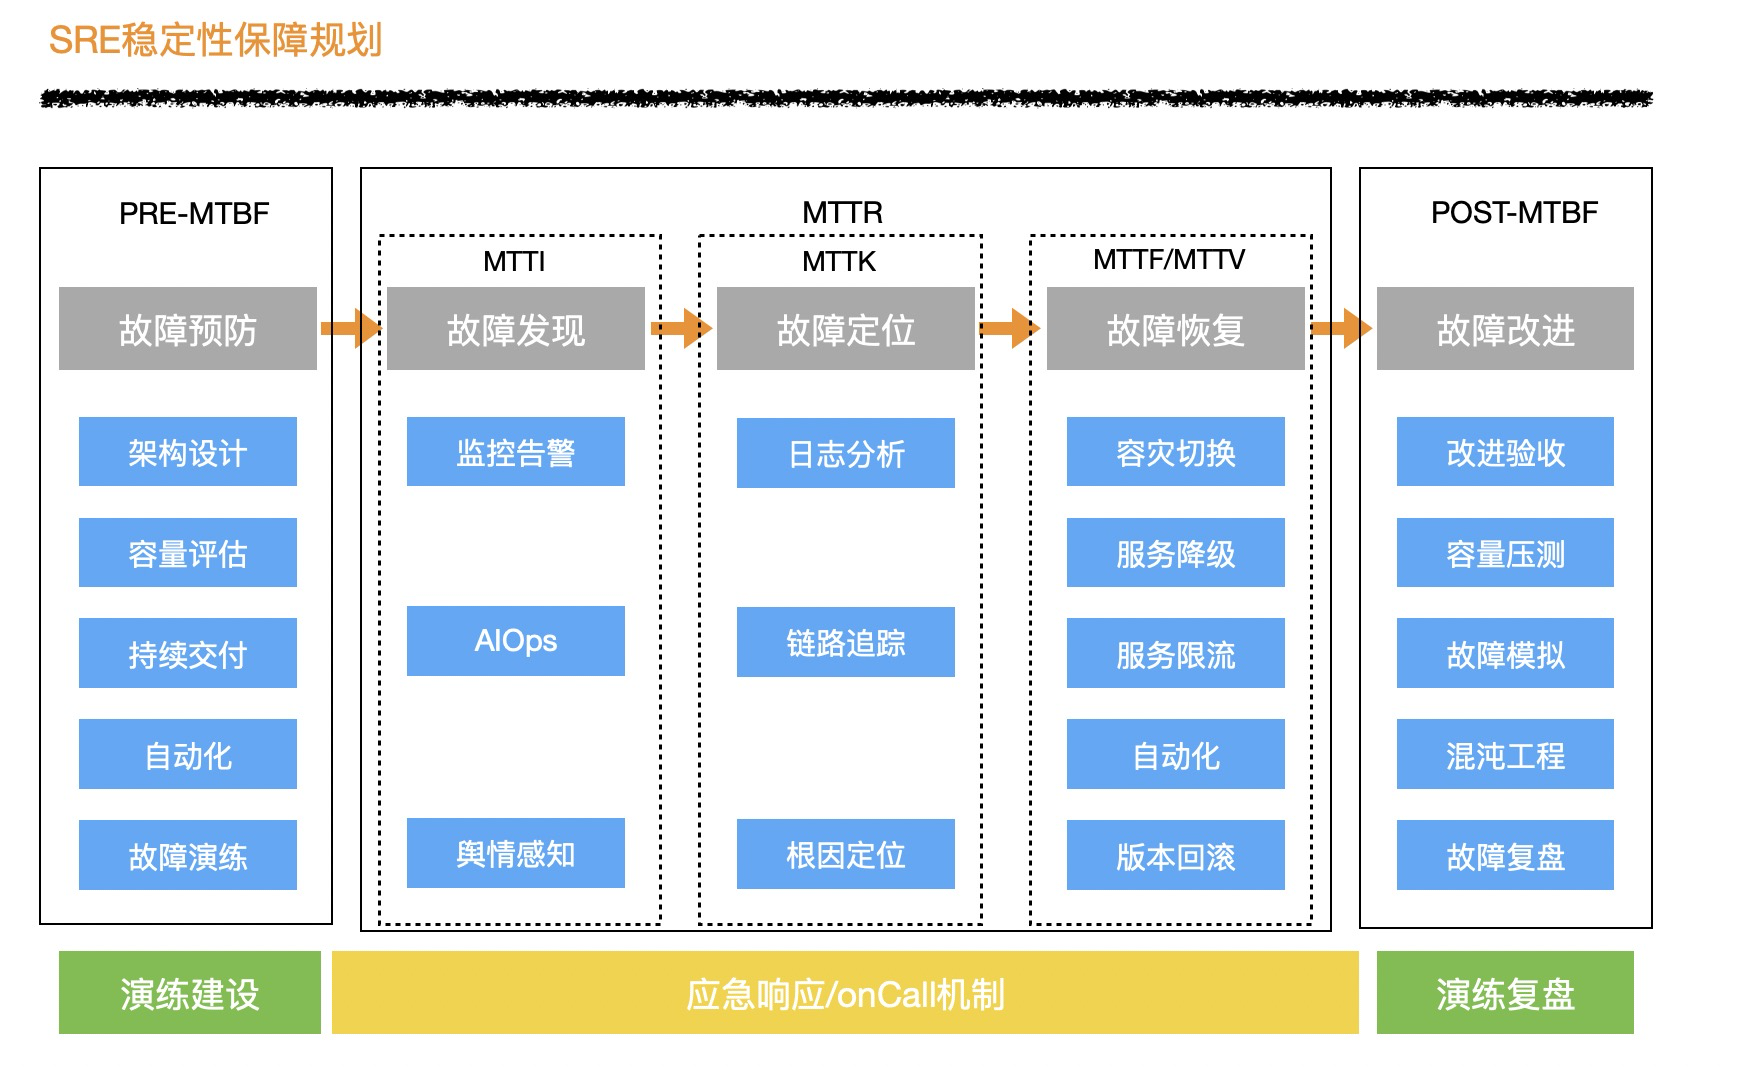 SRE稳定性保障规划
PRE-MTBF
故障预防
架构设计
容量评估
持续交付
自动化
故障演练
演练建设
MTTR
MTTI
故障发现
监控告警
AIOps
舆情感知
MTTK
故障定位
日志分析
链路追踪
根因定位
MTTF/MTTV
故障恢复
容灾切换
服务降级
服务限流
自动化
版本回滚
应急响应/onCall机制
POST-MTBF
故障改进
改进验收
容量压测
故障模拟
混沌工程
故障复盘
演练复盘